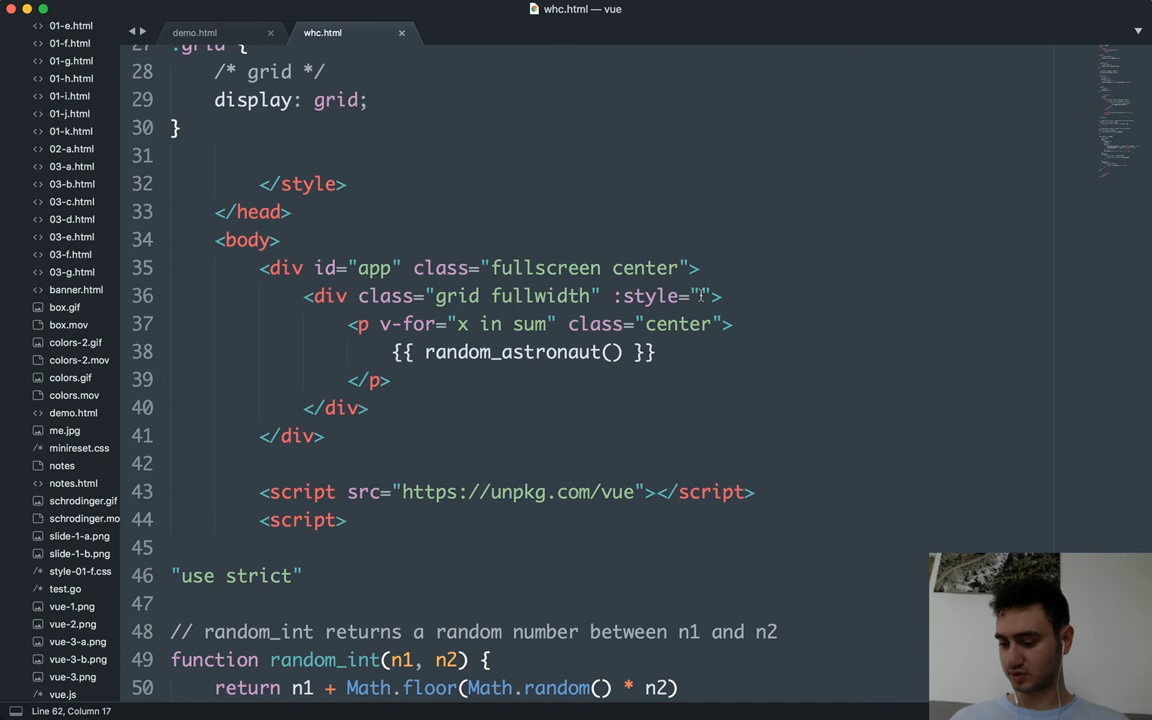 whc.html — vue
01-e.html
01-f.html
01-g.html
01-h.html
01-i.html
01-j.html
01-k.html
02-a.html
03-a.html
03-b.html
03-c.html
03-d.html
03-e.html
03-f.html
03-g.html
banner.html
box.gif
box.mov
colors-2.gif
colors-2.mov
colors.gif
colors.mov
demo.html
me.jpg
minireset.css
notes
notes.html
schrodinger.gif
schrodinger.mo
slide-1-a.png
slide-1-b.png
style-01-f.css
test.go
vue-1.png
vue-2.png
vue-3-a.png
vue-3-b.png
vue-3.png
vue.js
demo.html
whc.html
27 .grid {
28 /* grid */
29 display: grid;
30 }
31
32 </style>
33 </head>
34 <body>
35 <div id="app" class="fullscreen center">
36 <div class="grid fullwidth" :style="">
37 <p v-for="x in sum" class="center">
38 {{ random_astronaut() }}
39 </p>
40 </div>
41 </div>
42
43 <script src="https://unpkg.com/vue"></script>
44 <script>
45
46 "use strict"
47
48 // random_int returns a random number between n1 and n2
49 function random_int(n1, n2) {
50 return n1 + Math.floor(Math.random() * n2)
Line 62, Column 17